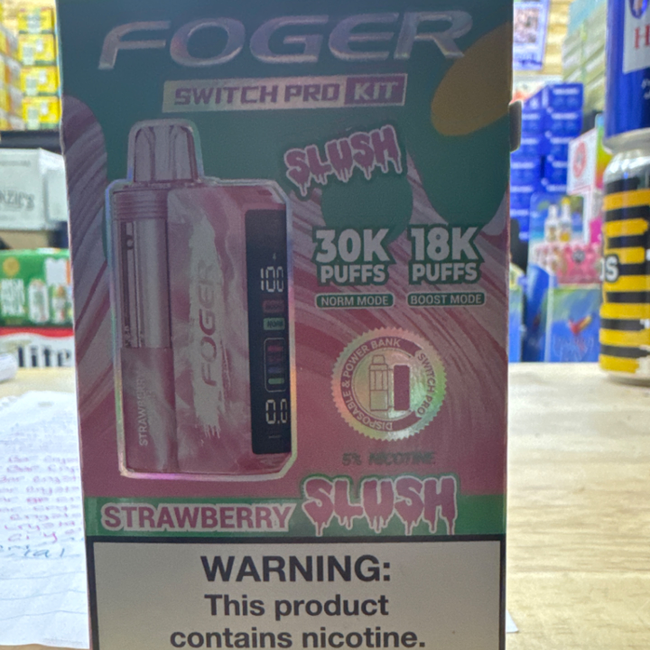 FOGER
SWITCH PRO KIT
SLUSH
30K 18K
PUFFS PUFFS
NORM MODE BOOST MODE
100
FOGER
0.0
STRAWBERRY
DISPOSABLE & POWER BANK
SWITCH PRO
5% NICOTINE
STRAWBERRY SLUSH
WARNING:
This product
contains nicotine.